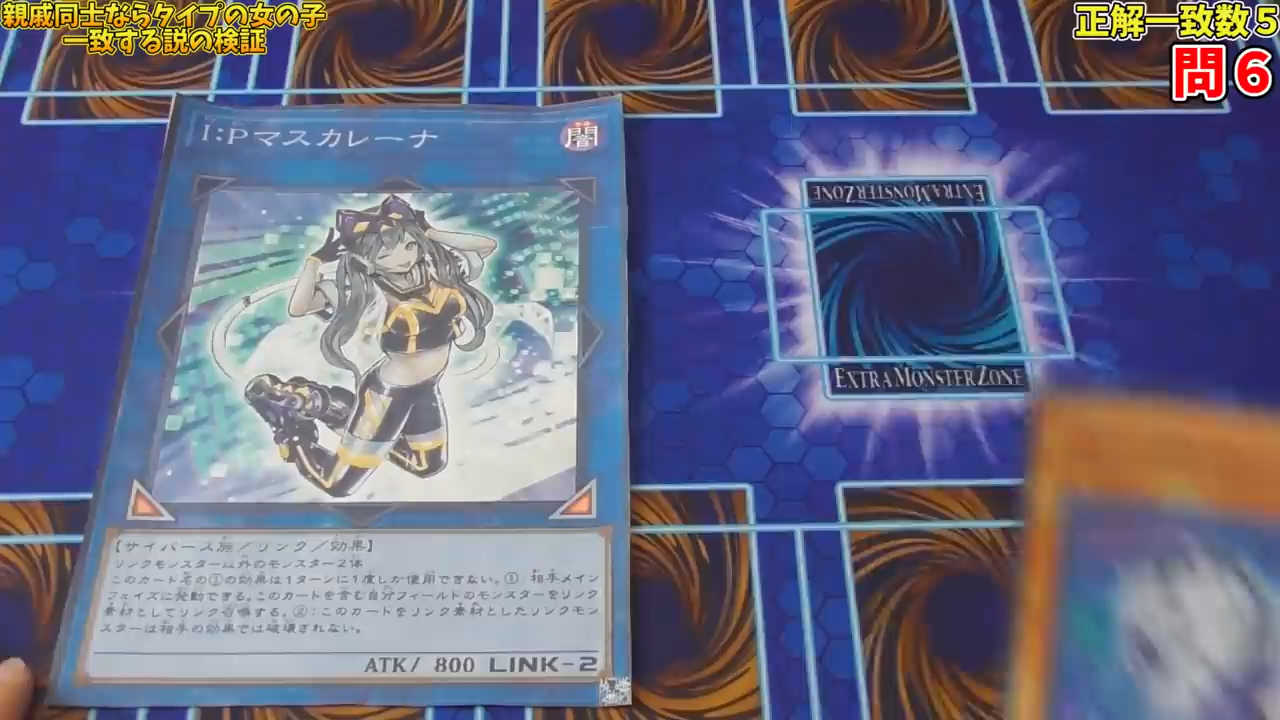 親戚同士ならタイプの女の子
一致する説の検証
正解一致数5
問6
I:Pマスカレーナ
闇
EXTRA MONSTER ZONE
EXTRA MONSTER ZONE
【サイバース族/リンク/効果】
リンクモンスター以外のモンスター2体
このカード名の①の効果は1ターンに1度しか使用できない。①:相手メイン
フェイズに発動できる。このカードを含む自分フィールドのモンスターをリンク
素材としてリンク召喚する。②:このカードをリンク素材としたリンクモン
スターは相手の効果では破壊されない。
ATK/ 800 LINK-2